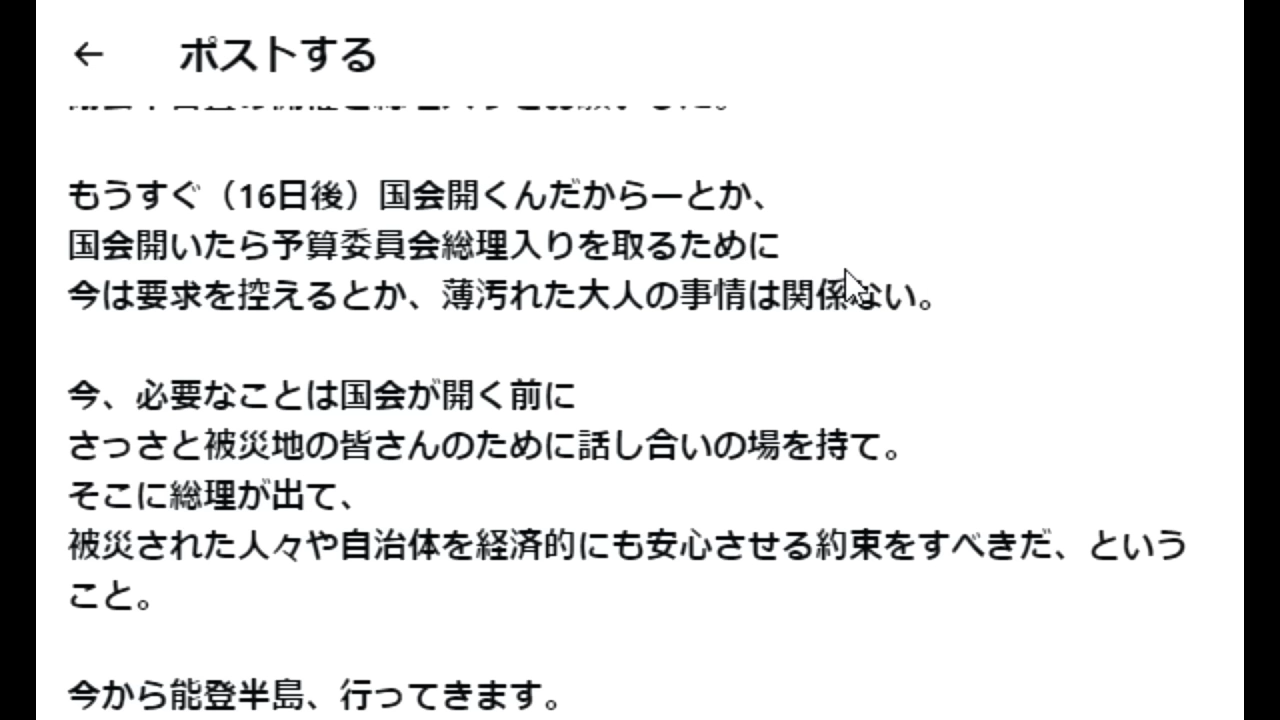 ポストする
もうすぐ（16日後）国会開くんだからーとか、
国会開いたら予算委員会総理入りを取るために
今は要求を控えるとか、薄汚れた大人の事情は関係ない。
今、必要なことは国会が開く前に
さっさと被災地の皆さんのために話し合いの場を持て。
そこに総理が出て、
被災された人々や自治体を経済的にも安心させる約束をすべきだ、という
こと。
今から能登半島、行ってきます。